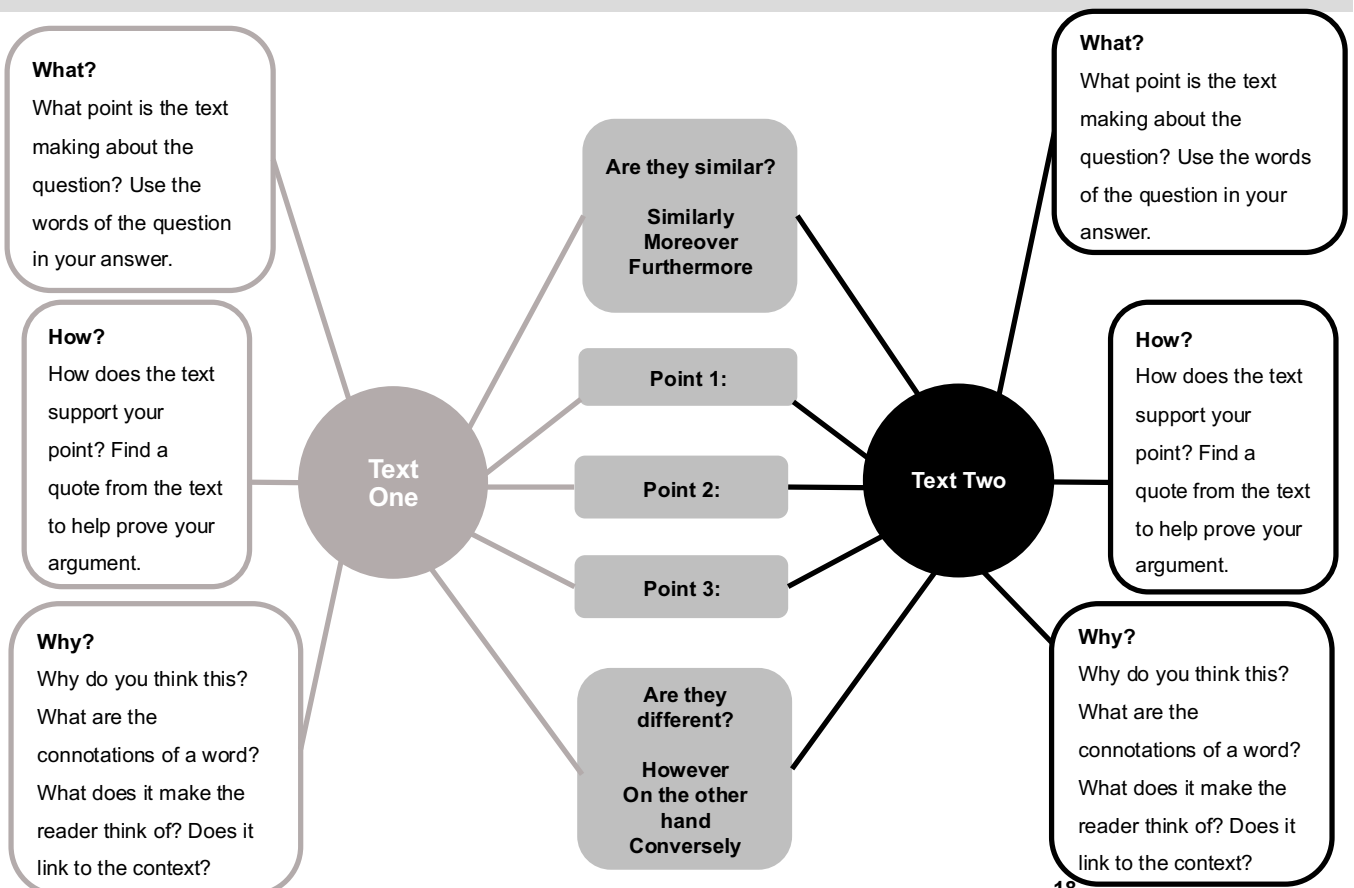 What?
What point is the text
making about the
question? Use the
words of the question
in your answer.
How?
How does the text
support your
point? Find a
quote from the text
to help prove your
argument.
Why?
Why do you think this?
What are the
connotations of a word?
What does it make the
reader think of? Does it
link to the context?
Text
One
Are they similar?
Similarly
Moreover
Furthermore
Point 1:
Point 2:
Point 3:
Are they
different?
However
On the other
hand
Conversely
Text Two
What?
What point is the text
making about the
question? Use the words
of the question in your
answer.
How?
How does the text
support your
point? Find a
quote from the text
to help prove your
argument.
Why?
Why do you think this?
What are the
connotations of a word?
What does it make the
reader think of? Does it
link to the context?
18